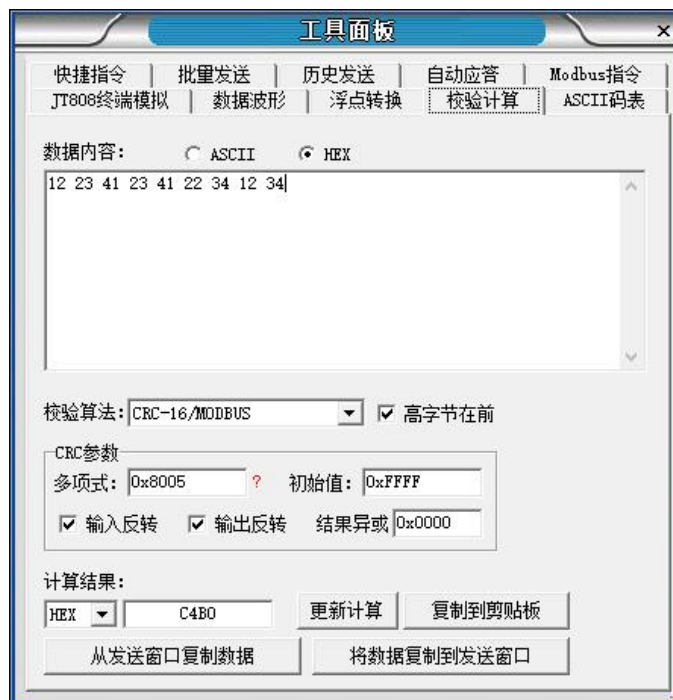 工具面板 ×
快捷指令 批量发送 历史发送 自动应答 Modbus指令
JT808终端模拟 数据波形 浮点转换 校验计算 ASCII码表
数据内容: ASCII HEX
12 23 41 23 41 22 34 12 34
校验算法: CRC-16/MODBUS 高字节在前
CRC参数
多项式: 0x8005 ? 初始值: 0xFFFF
输入反转 输出反转 结果异或 0x0000
计算结果:
HEX C4B0 更新计算 复制到剪贴板
从发送窗口复制数据 将数据复制到发送窗口